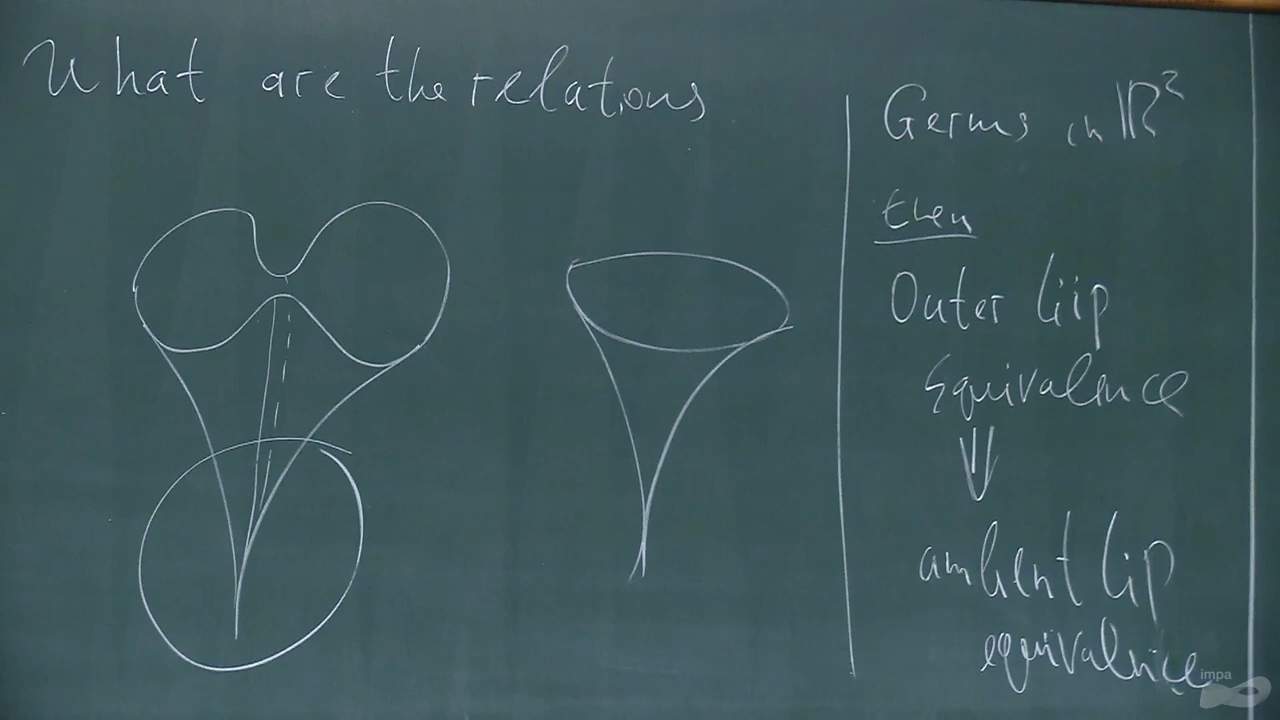 What are the relations
Germs in ℝ²
then
Outer Lip
Equivalence
⇓
ambient Lip
equivalence
impa